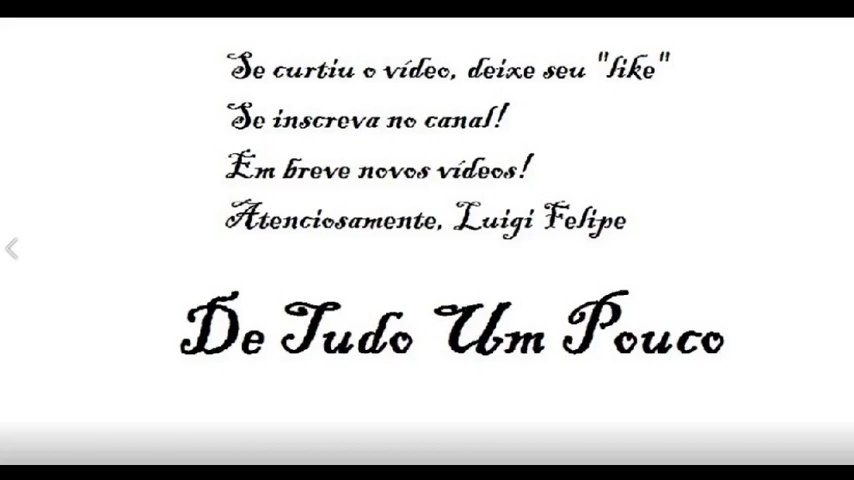 Se curtiu o vídeo, deixe seu "like"
Se inscreva no canal!
Em breve novos vídeos!
Atenciosamente, Luigi Felipe
De Tudo Um Pouco